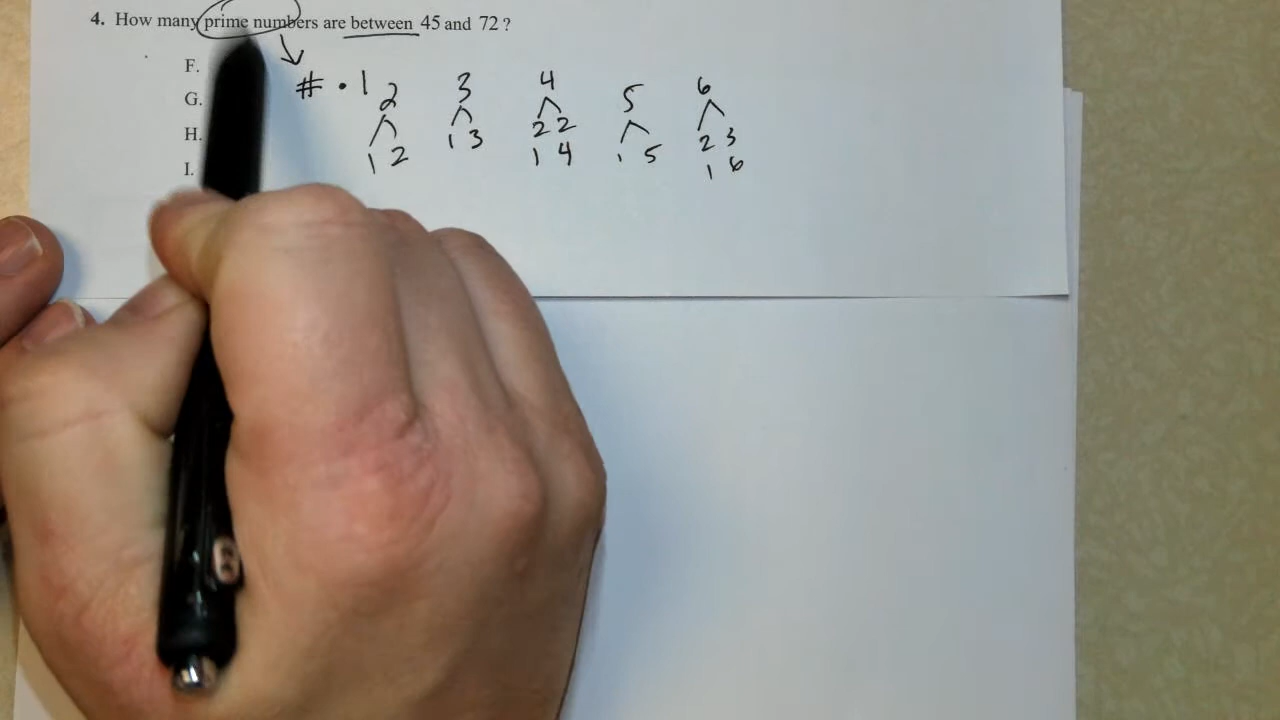 4. How many prime numbers are between 45 and 72 ?
F.
G.
H.
I.
# · 1 2 3 4 5 6
1 2 1 3 2 2 1 5 2 3
1 4 1 6